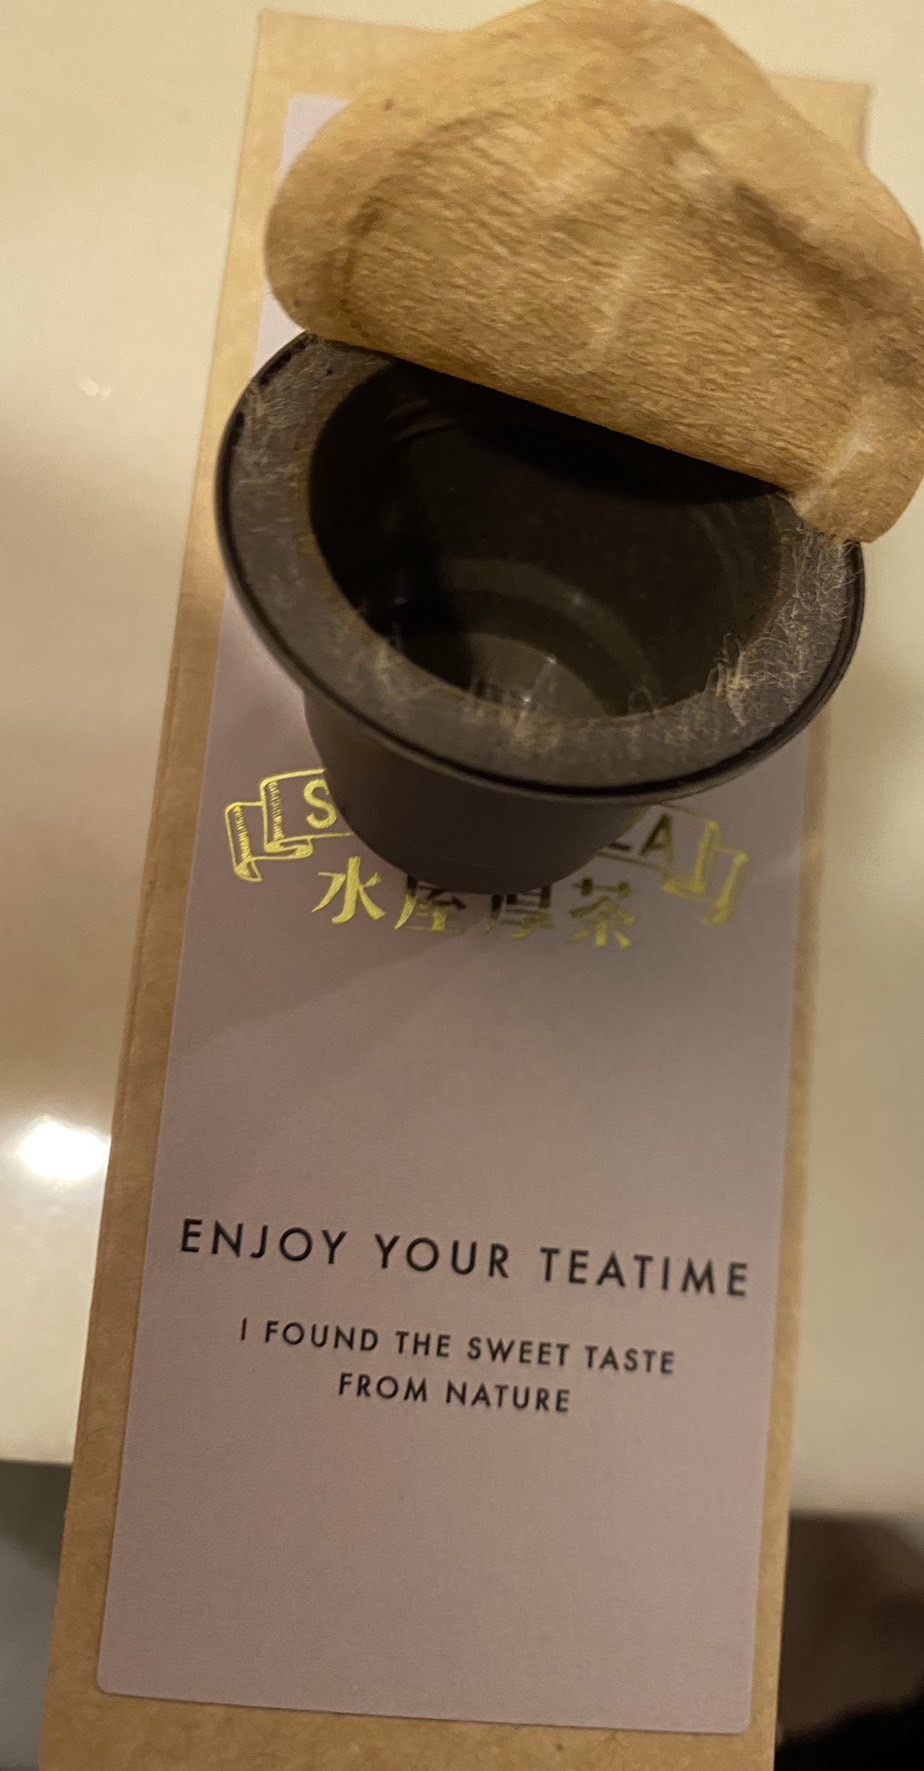 水屋厚茶
ENJOY YOUR TEATIME
I FOUND THE SWEET TASTE
FROM NATURE